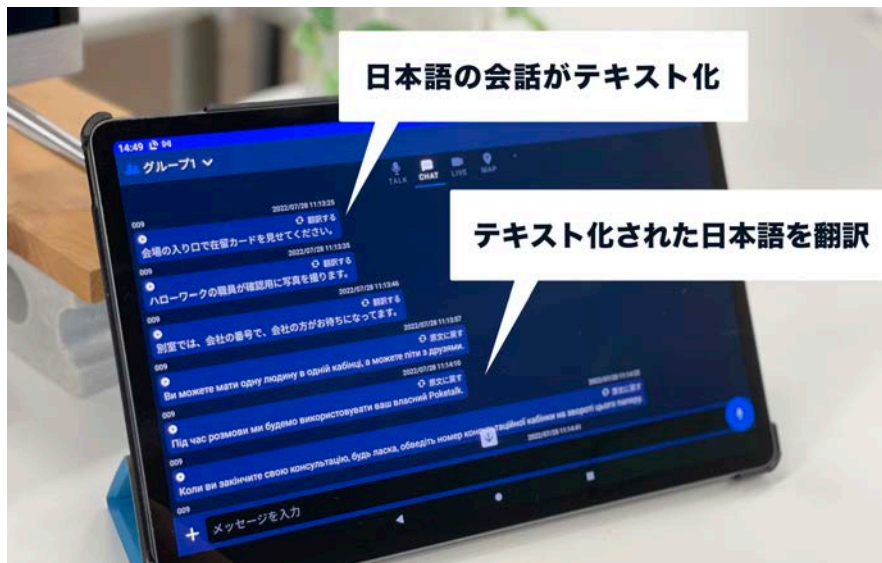 日本語の会話がテキスト化
テキスト化された日本語を翻訳
14:49
グループ1
TALK CHAT LIVE MAP
009 2022/07/28 11:13:25
翻訳する
会場の入り口で在留カードを見せてください。
009 2022/07/28 11:13:35
翻訳する
ハローワークの職員が確認用に写真を撮ります。
009 2022/07/28 11:13:46
翻訳する
別室では、会社の番号で、会社の方がお待ちになってます。
009 2022/07/28 11:13:57
原文に戻す
Ви можете мати одну людину в одній кабінці, а можете піти з друзями.
009 2022/07/28 11:14:10
原文に戻す
Під час розмови ми будемо використовувати ваш власний Poketalk.
009
原文に戻す
Коли ви закінчите свою консультацію, будь ласка, обведіть номер консультаційної кабінки на звороті цього паперу.
009 2022/07/28 11:14:41
メッセージを入力